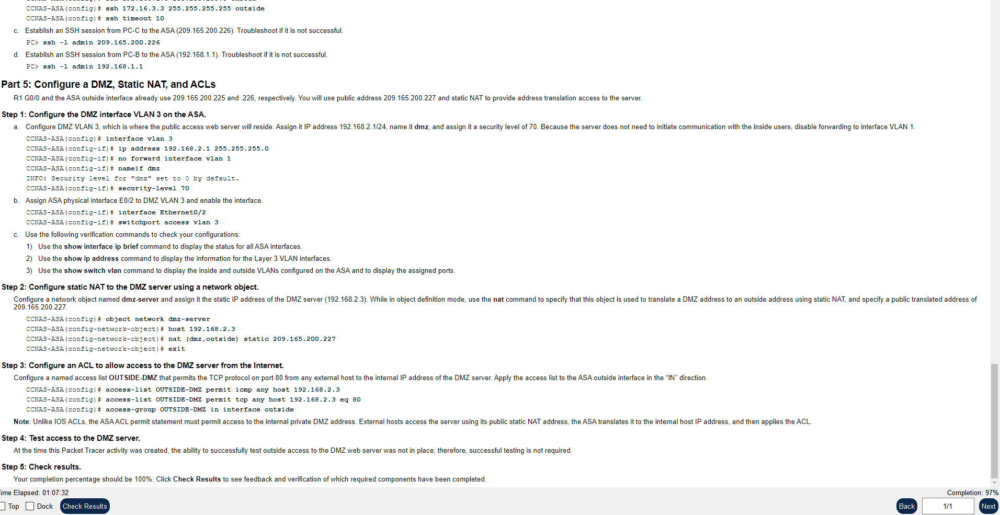 CCNAS-ASA(config)# ssh 172.16.3.3 255.255.255.255 outside
CCNAS-ASA(config)# ssh timeout 10
c. Establish an SSH session from PC-C to the ASA (209.165.200.226). Troubleshoot if it is not successful.
PC> ssh -l admin 209.165.200.226
d. Establish an SSH session from PC-B to the ASA (192.168.1.1). Troubleshoot if it is not successful.
PC> ssh -l admin 192.168.1.1
Part 5: Configure a DMZ, Static NAT, and ACLs
R1 G0/0 and the ASA outside interface already use 209.165.200.225 and .226, respectively. You will use public address 209.165.200.227 and static NAT to provide address translation access to the server.
Step 1: Configure the DMZ interface VLAN 3 on the ASA.
a. Configure DMZ VLAN 3, which is where the public access web server will reside. Assign it IP address 192.168.2.1/24, name it dmz, and assign it a security level of 70. Because the server does not need to initiate communication with the inside users, disable forwarding to interface VLAN 1.
CCNAS-ASA(config)# interface vlan 3
CCNAS-ASA(config-if)# ip address 192.168.2.1 255.255.255.0
CCNAS-ASA(config-if)# no forward interface vlan 1
CCNAS-ASA(config-if)# nameif dmz
INFO: Security level for "dmz" set to 0 by default.
CCNAS-ASA(config-if)# security-level 70
b. Assign ASA physical interface E0/2 to DMZ VLAN 3 and enable the interface.
CCNAS-ASA(config-if)# interface Ethernet0/2
CCNAS-ASA(config-if)# switchport access vlan 3
c. Use the following verification commands to check your configurations:
1) Use the show interface ip brief command to display the status for all ASA interfaces.
2) Use the show ip address command to display the information for the Layer 3 VLAN interfaces.
3) Use the show switch vlan command to display the inside and outside VLANs configured on the ASA and to display the assigned ports.
Step 2: Configure static NAT to the DMZ server using a network object.
Configure a network object named dmz-server and assign it the static IP address of the DMZ server (192.168.2.3). While in object definition mode, use the nat command to specify that this object is used to translate a DMZ address to an outside address using static NAT, and specify a public translated address of
209.165.200.227.
CCNAS-ASA(config)# object network dmz-server
CCNAS-ASA(config-network-object)# host 192.168.2.3
CCNAS-ASA(config-network-object)# nat (dmz,outside) static 209.165.200.227
CCNAS-ASA(config-network-object)# exit
Step 3: Configure an ACL to allow access to the DMZ server from the Internet.
Configure a named access list OUTSIDE-DMZ that permits the TCP protocol on port 80 from any external host to the internal IP address of the DMZ server. Apply the access list to the ASA outside interface in the “IN” direction.
CCNAS-ASA(config)# access-list OUTSIDE-DMZ permit icmp any host 192.168.2.3
CCNAS-ASA(config)# access-list OUTSIDE-DMZ permit tcp any host 192.168.2.3 eq 80
CCNAS-ASA(config)# access-group OUTSIDE-DMZ in interface outside
Note: Unlike IOS ACLs, the ASA ACL permit statement must permit access to the internal private DMZ address. External hosts access the server using its public static NAT address, the ASA translates it to the internal host IP address, and then applies the ACL.
Step 4: Test access to the DMZ server.
At the time this Packet Tracer activity was created, the ability to successfully test outside access to the DMZ web server was not in place; therefore, successful testing is not required.
Step 5: Check results.
Your completion percentage should be 100%. Click Check Results to see feedback and verification of which required components have been completed.
ime Elapsed: 01:07:32
Completion: 97%
Top Dock Check Results Back 1/1 Next